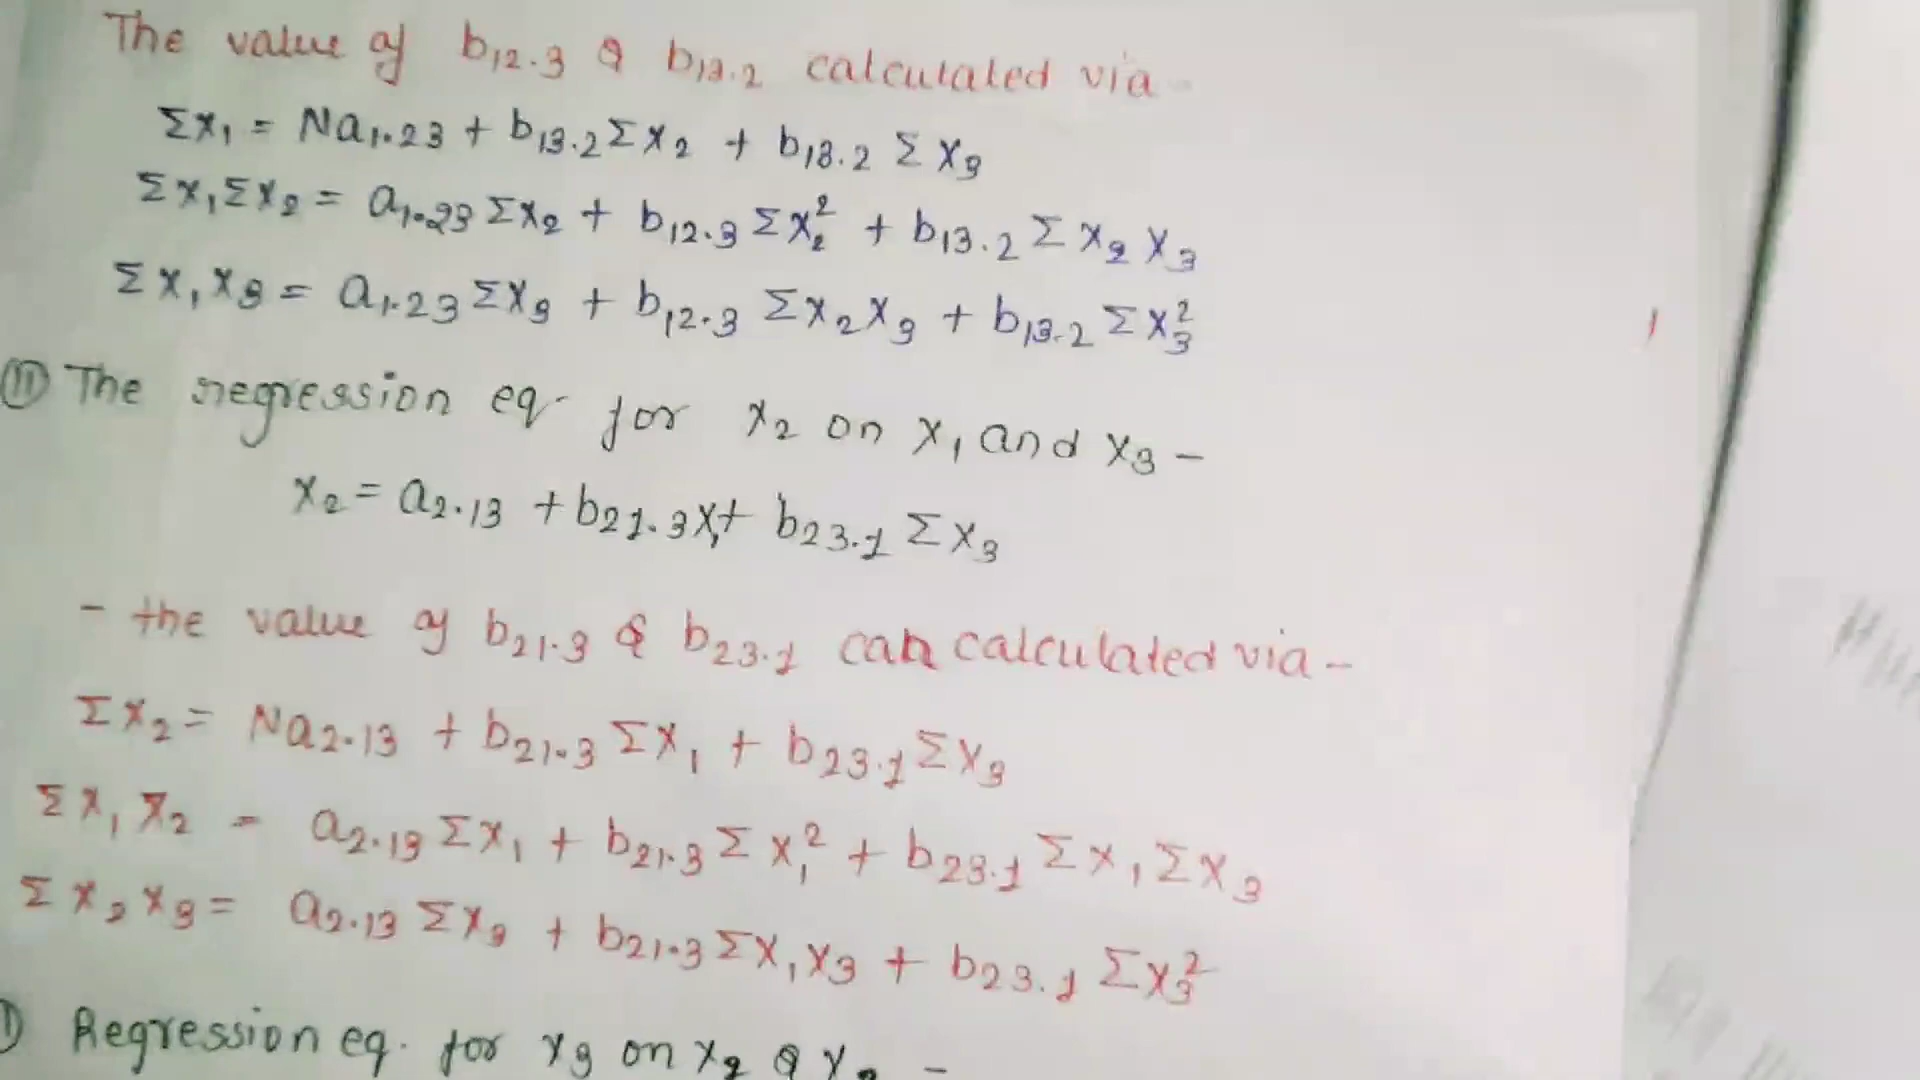 The value of b12.3 & b13.2 calculated via -
Σx₁ = Na₁.₂₃ + b₁₃.₂Σx₂ + b₁₃.₂ Σx₃
Σx₁Σx₂ = a₁.₂₃ Σx₂ + b₁₂.₃ Σx₂² + b₁₃.₂ Σx₂x₃
Σx₁x₃ = a₁.₂₃ Σx₃ + b₁₂.₃ Σx₂x₃ + b₁₃.₂ Σx₃²
(II) The regression eq. for x₂ on x₁ and x₃ -
x₂ = a₂.₁₃ + b₂₁.₃x₁ + b₂₃.₁ Σx₃
- the value of b₂₁.₃ & b₂₃.₁ can calculated via -
Σx₂ = Na₂.₁₃ + b₂₁.₃ Σx₁ + b₂₃.₁ Σx₃
Σx₁x₂ = a₂.₁₃ Σx₁ + b₂₁.₃ Σx₁² + b₂₃.₁ Σx₁Σx₃
Σx₂x₃ = a₂.₁₃ Σx₃ + b₂₁.₃ Σx₁x₃ + b₂₃.₁ Σx₃²
Regression eq. for x₃ on x₂ &